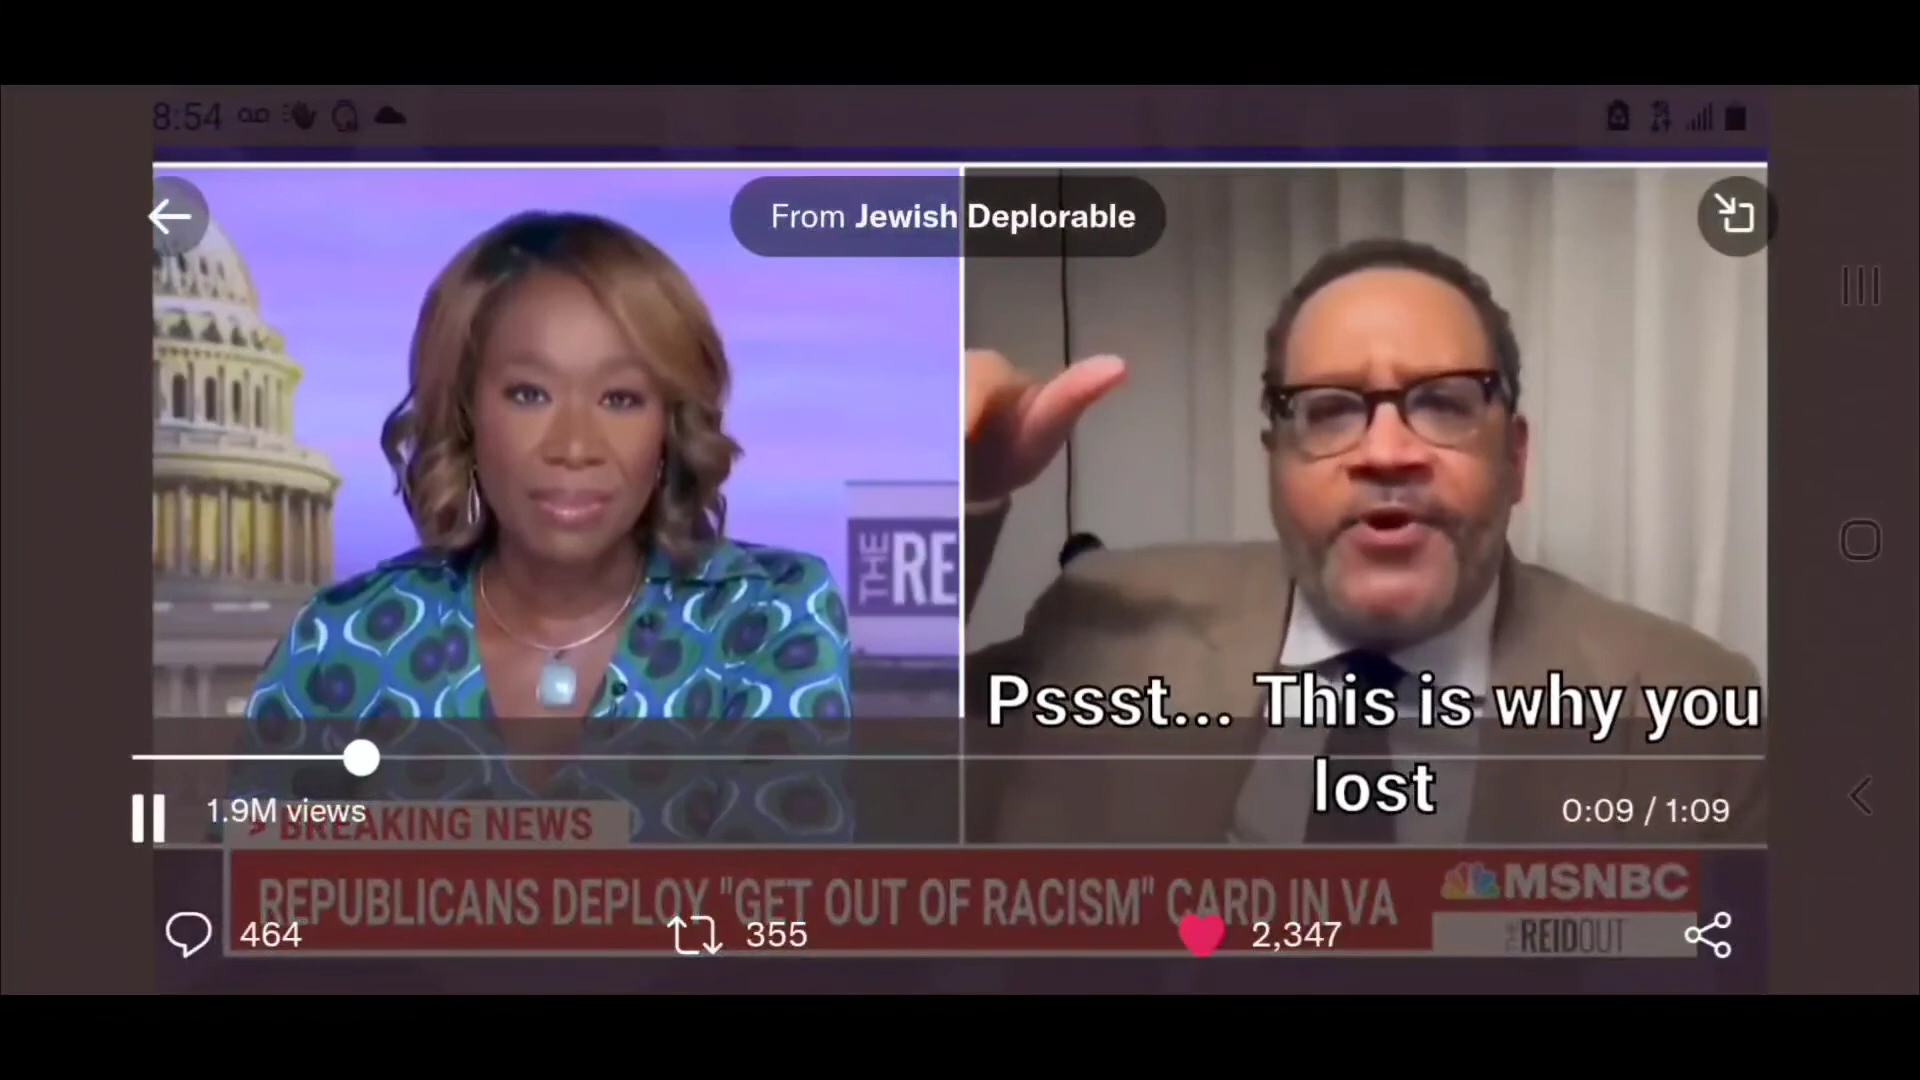 8:54
From Jewish Deplorable
THE RE
Pssst... This is why you
lost
1.9M views
0:09 / 1:09
> BREAKING NEWS
REPUBLICANS DEPLOY "GET OUT OF RACISM" CARD IN VA
MSNBC
THE REIDOUT
464
355
2,347